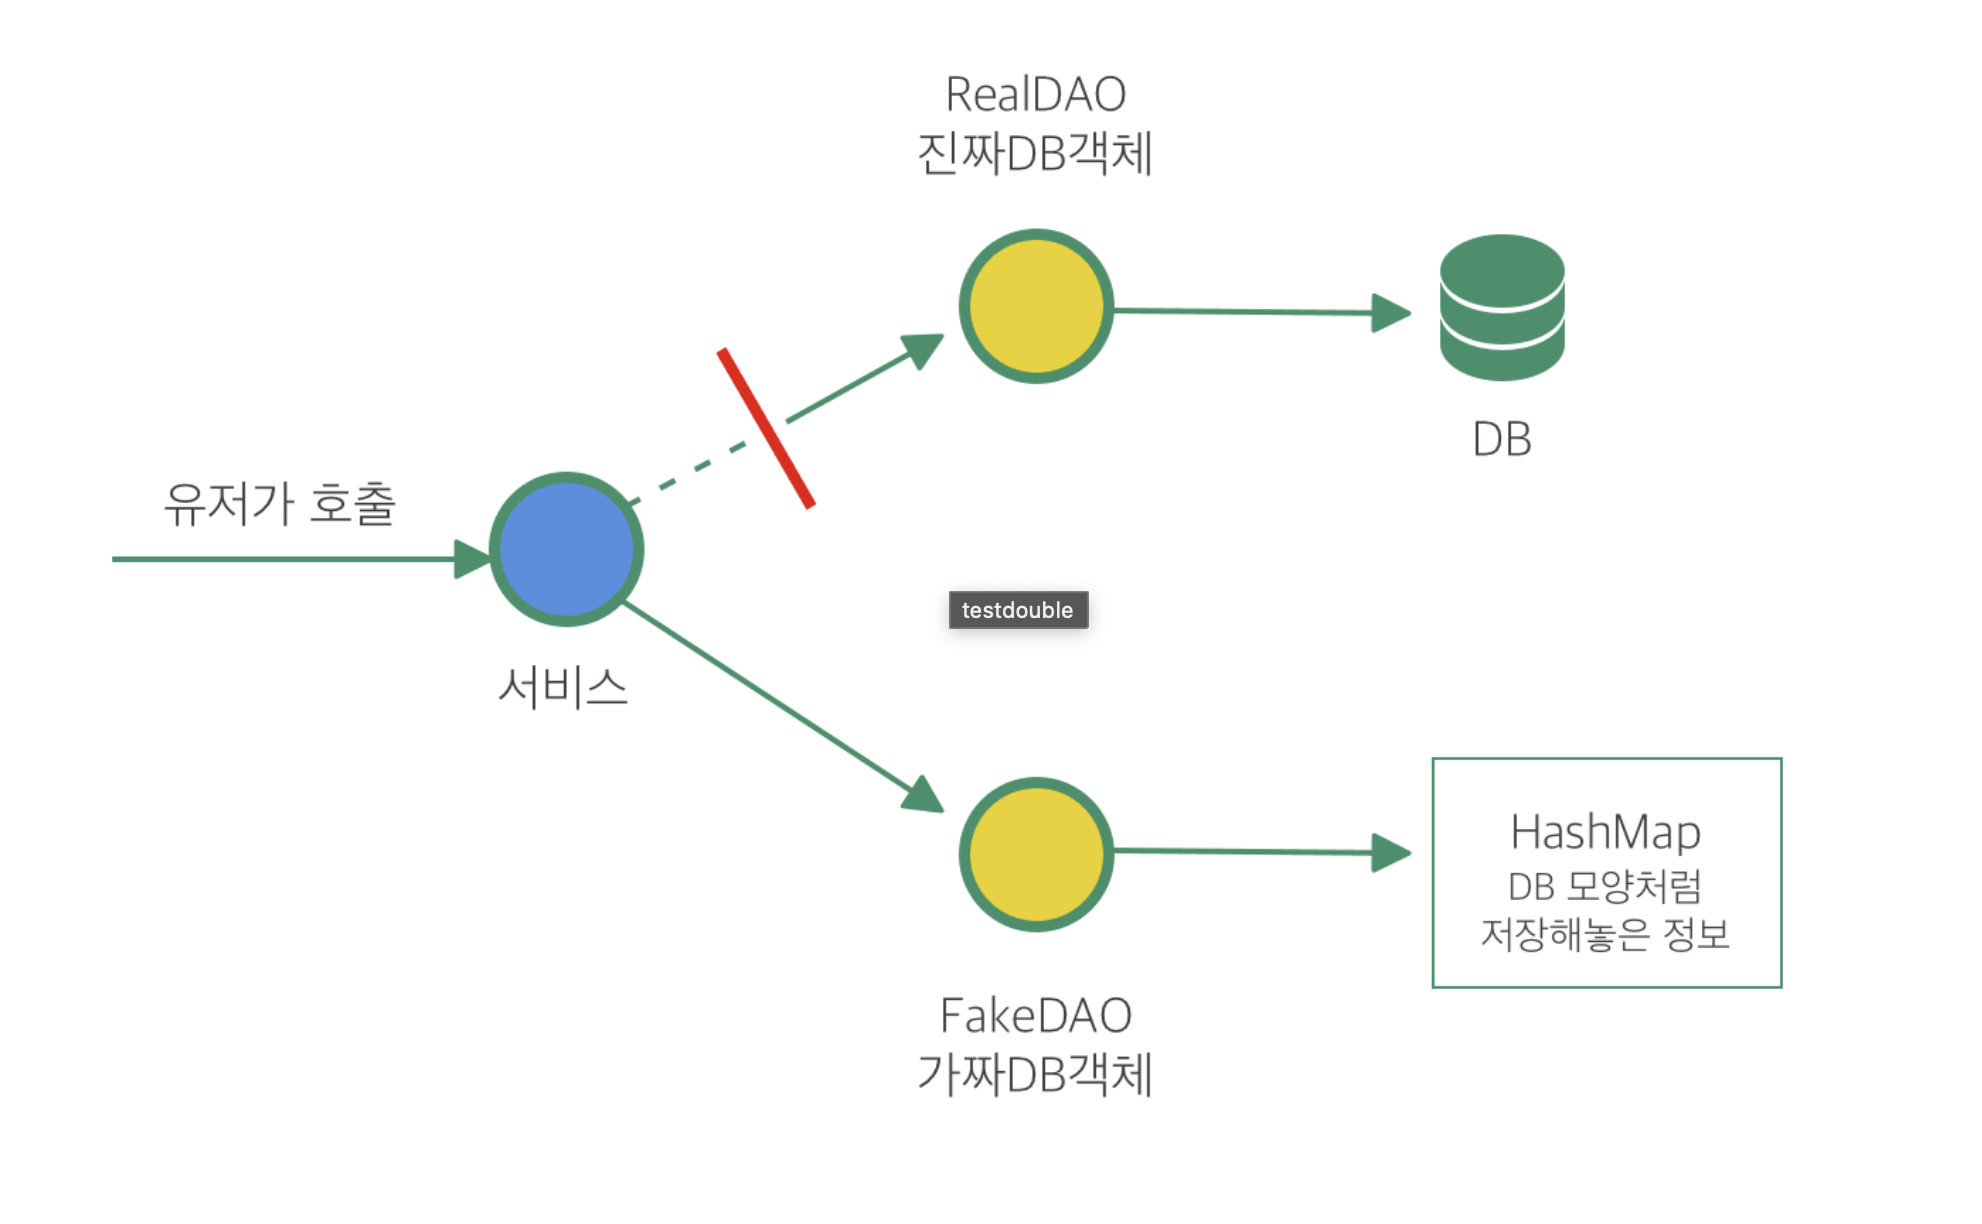 RealDAO
진짜DB객체
DB
유저가 호출
서비스
testdouble
HashMap
DB 모양처럼
저장해놓은 정보
FakeDAO
가짜DB객체